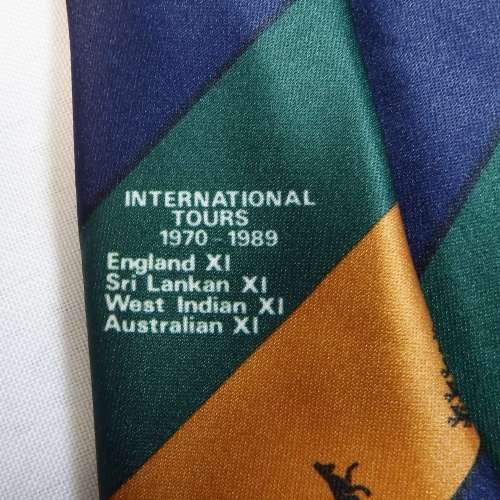 INTERNATIONAL
TOURS
1970 - 1989
England XI
Sri Lankan XI
West Indian XI
Australian XI